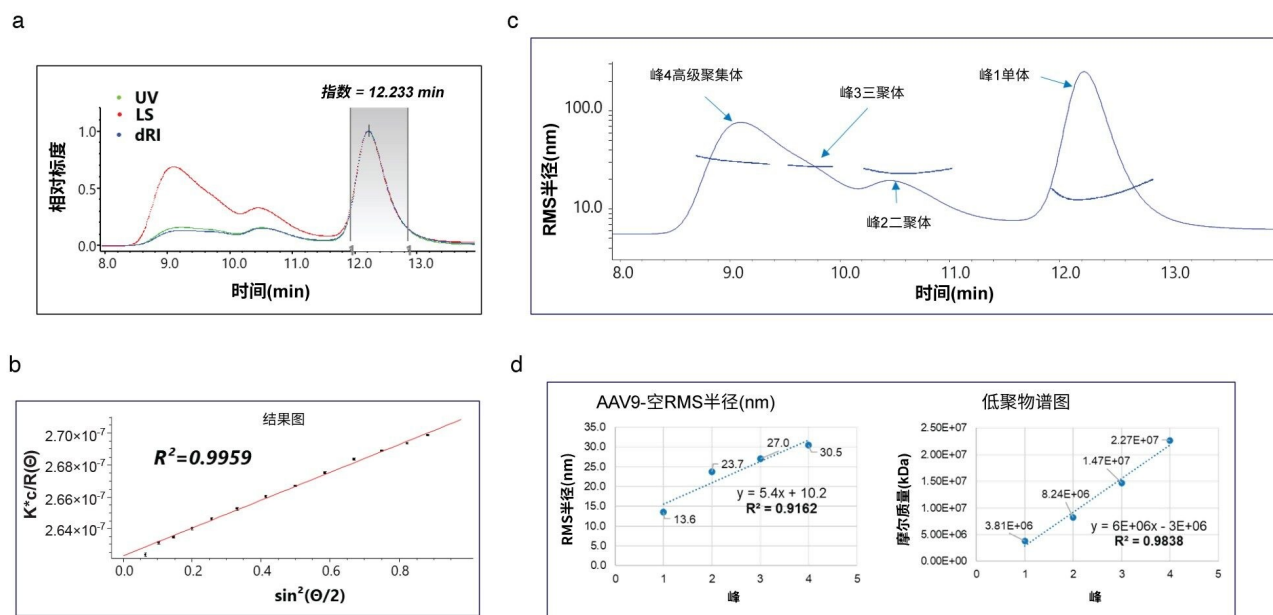 a
指数 = 12.233 min
UV
LS
dRI
相对标度
1.0
0.5
0.0
8.0 9.0 10.0 11.0 12.0 13.0
时间(min)
b
结果图
R²=0.9959
K*c/R(Θ)
2.70×10⁻⁷
2.68×10⁻⁷
2.66×10⁻⁷
2.64×10⁻⁷
0.0 0.2 0.4 0.6 0.8
sin²(Θ/2)
c
峰4高级聚集体
峰3三聚体
峰1单体
峰2二聚体
RMS半径(nm)
100.0
10.0
8.0 9.0 10.0 11.0 12.0 13.0
时间(min)
d
AAV9-空RMS半径(nm)
RMS半径(nm)
35.0
30.0
25.0
20.0
15.0
10.0
5.0
0.0
13.6
23.7
27.0
30.5
y = 5.4x + 10.2
R² = 0.9162
0 1 2 3 4 5
峰
低聚物谱图
摩尔质量(kDa)
2.50E+07
2.00E+07
1.50E+07
1.00E+07
5.00E+06
0.00E+00
3.81E+06
8.24E+06
1.47E+07
2.27E+07
y = 6E+06x - 3E+06
R² = 0.9838
0 1 2 3 4 5
峰